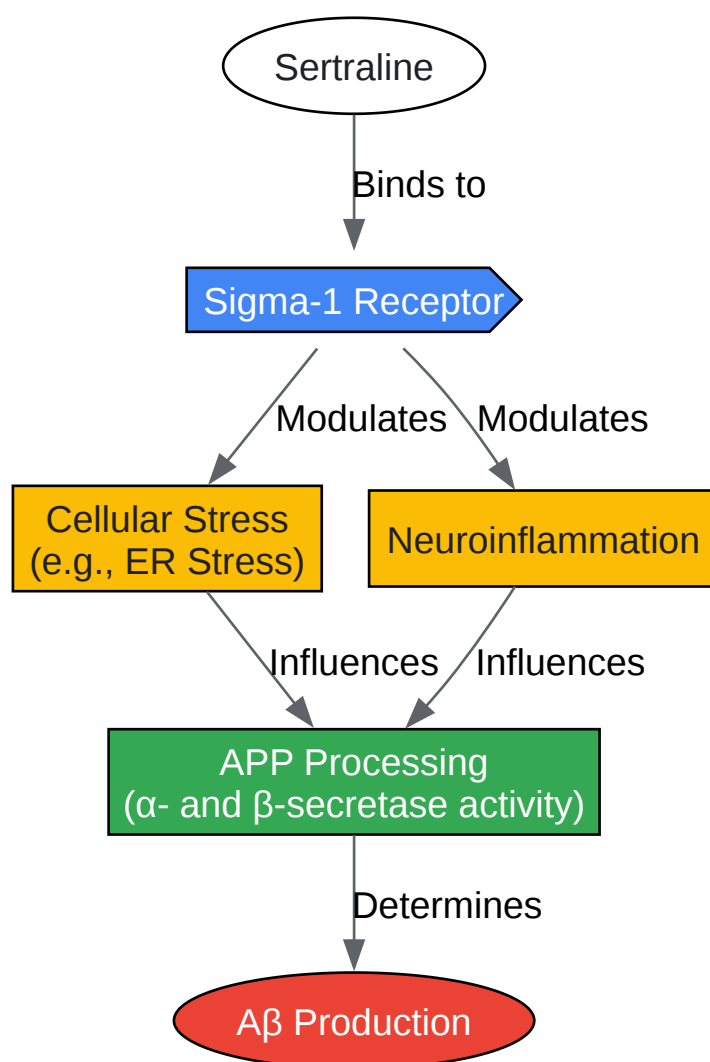 Sertraline
Binds to
Sigma-1 Receptor
Modulates
Modulates
Cellular Stress
(e.g., ER Stress)
Neuroinflammation
Influences
Influences
APP Processing
(α- and β-secretase activity)
Determines
Aβ Production